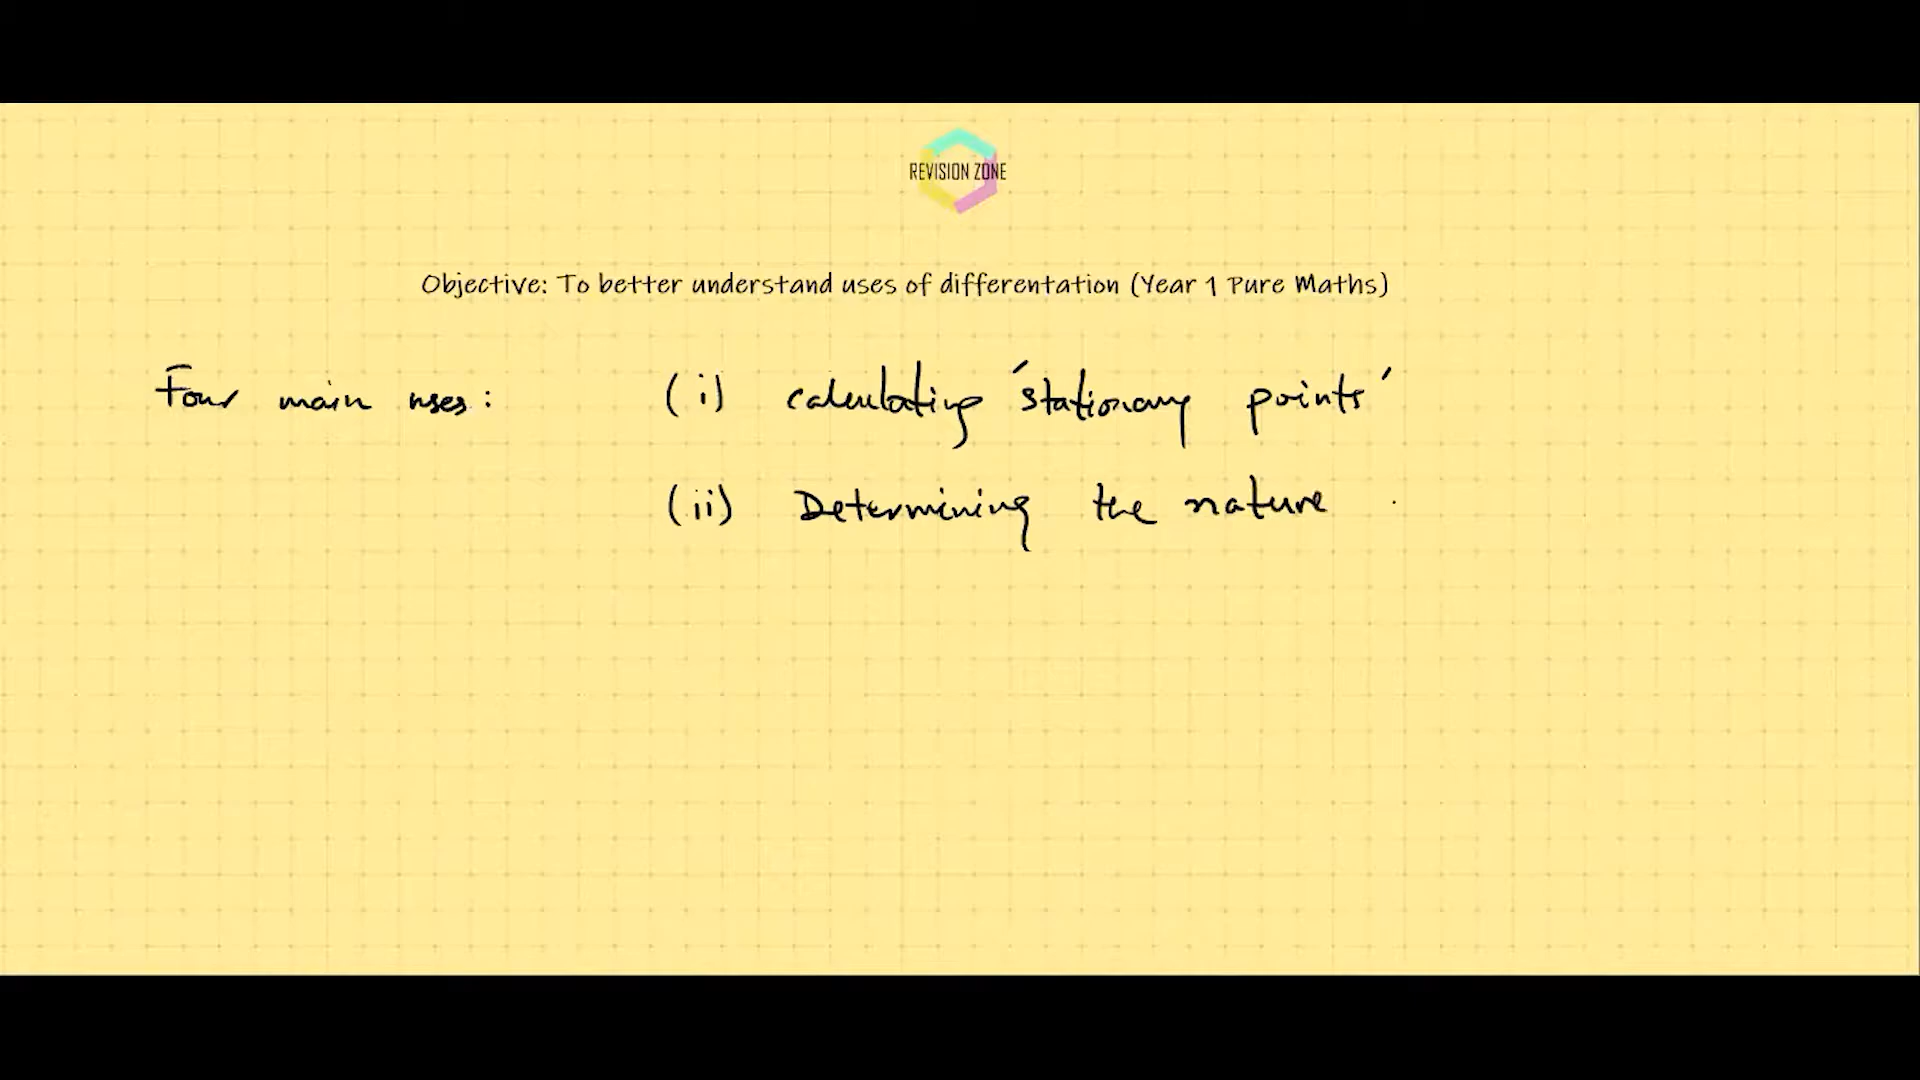 REVISION ZONE
Objective: To better understand uses of differentation (Year 1 Pure Maths)
Four main uses: (i) calculating 'stationary points'
(ii) Determining the nature